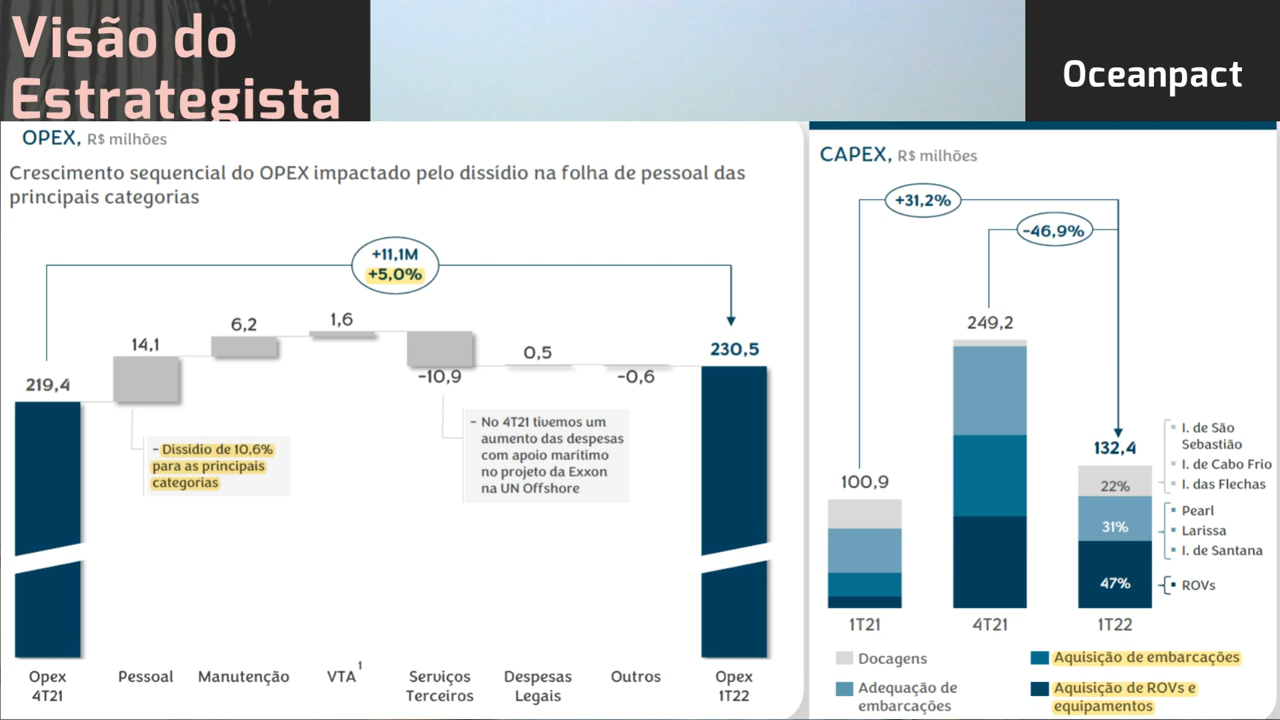 Visão do
Estrategista
Oceanpact
OPEX, R$ milhões
Crescimento sequencial do OPEX impactado pelo dissídio na folha de pessoal das
principais categorias
+11,1M
+5,0%
219,4
14,1
6,2
1,6
-10,9
0,5
-0,6
230,5
- Dissídio de 10,6%
para as principais
categorias
- No 4T21 tivemos um
aumento das despesas
com apoio marítimo
no projeto da Exxon
na UN Offshore
Opex
4T21
Pessoal
Manutenção
VTA1
Serviços
Terceiros
Despesas
Legais
Outros
Opex
1T22
CAPEX, R$ milhões
+31,2%
-46,9%
100,9
249,2
132,4
22%
31%
47%
▪ I. de São
Sebastião
▪ I. de Cabo Frio
▪ I. das Flechas
▪ Pearl
▪ Larissa
▪ I. de Santana
▪ ROVs
1T21
4T21
1T22
Docagens
Adequação de
embarcações
Aquisição de embarcações
Aquisição de ROVs e
equipamentos